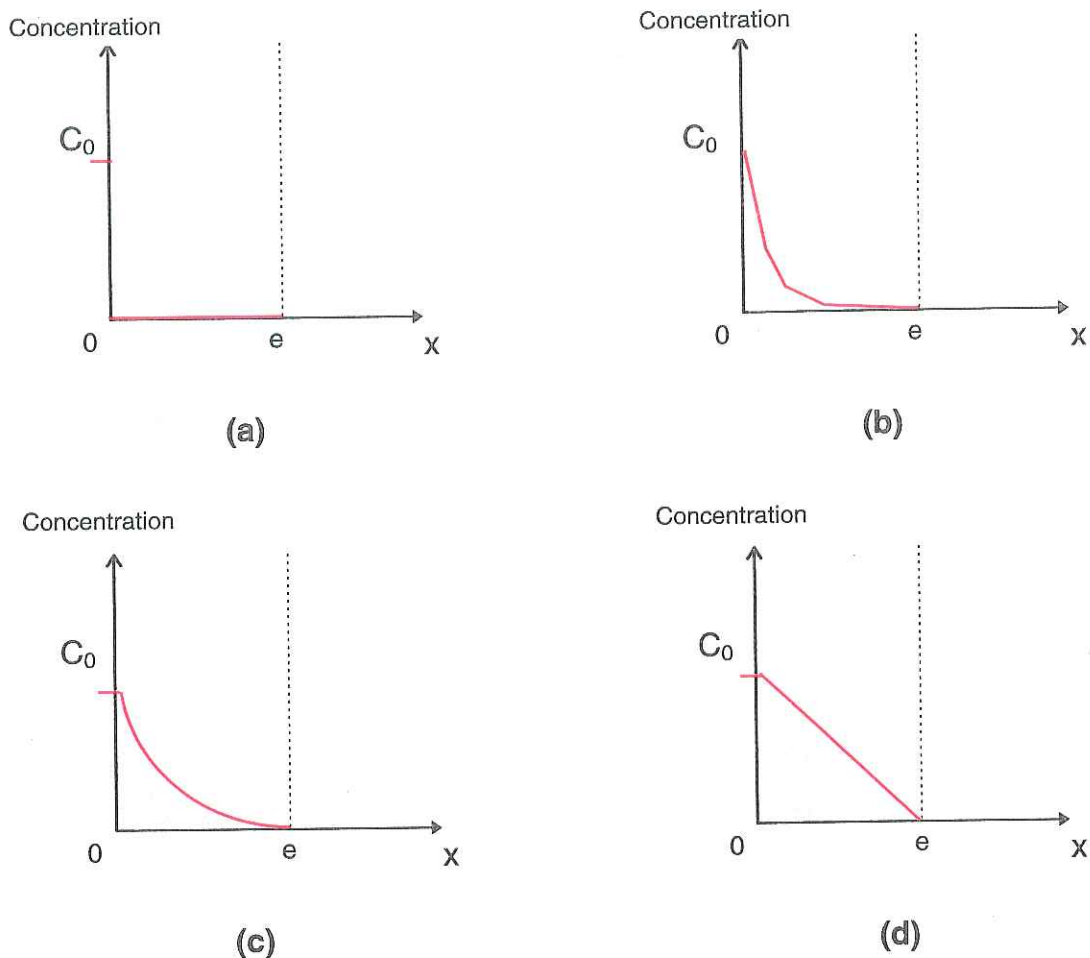 Concentration
C₀
0
e
X
(a)
Concentration
C₀
0
e
X
(b)
Concentration
C₀
0
e
X
(c)
Concentration
C₀
0
e
X
(d)